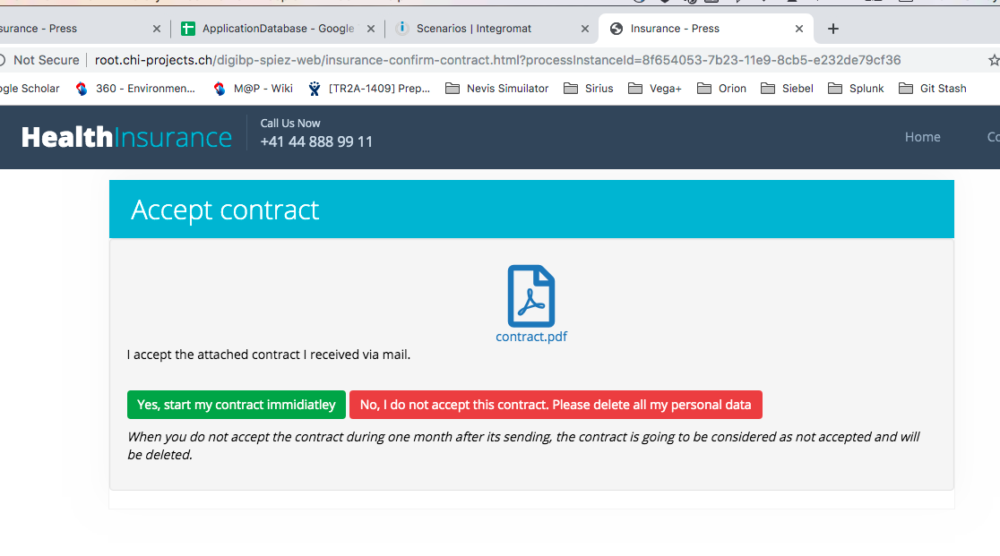 surance - Press
ApplicationDatabase - Google
Scenarios | Integromat
Insurance - Press
Not Secure
root.chi-projects.ch/digibp-spiez-web/insurance-confirm-contract.html?processInstanceId=8f654053-7b23-11e9-8cb5-e232de79cf36
ogle Scholar
360 - Environmen...
M@P - Wiki
[TR2A-1409] Prep...
Nevis Simuilator
Sirius
Vega+
Orion
Siebel
Splunk
Git Stash
HealthInsurance
Call Us Now
+41 44 888 99 11
Home
Co
Accept contract
contract.pdf
I accept the attached contract I received via mail.
Yes, start my contract immidiatley
No, I do not accept this contract. Please delete all my personal data
When you do not accept the contract during one month after its sending, the contract is going to be considered as not accepted and will
be deleted.